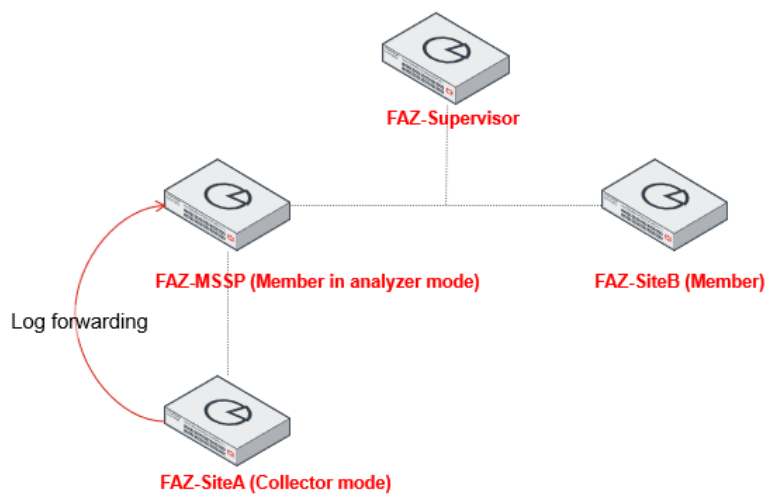 FAZ-Supervisor
FAZ-MSSP (Member in analyzer mode)
FAZ-SiteB (Member)
Log forwarding
FAZ-SiteA (Collector mode)